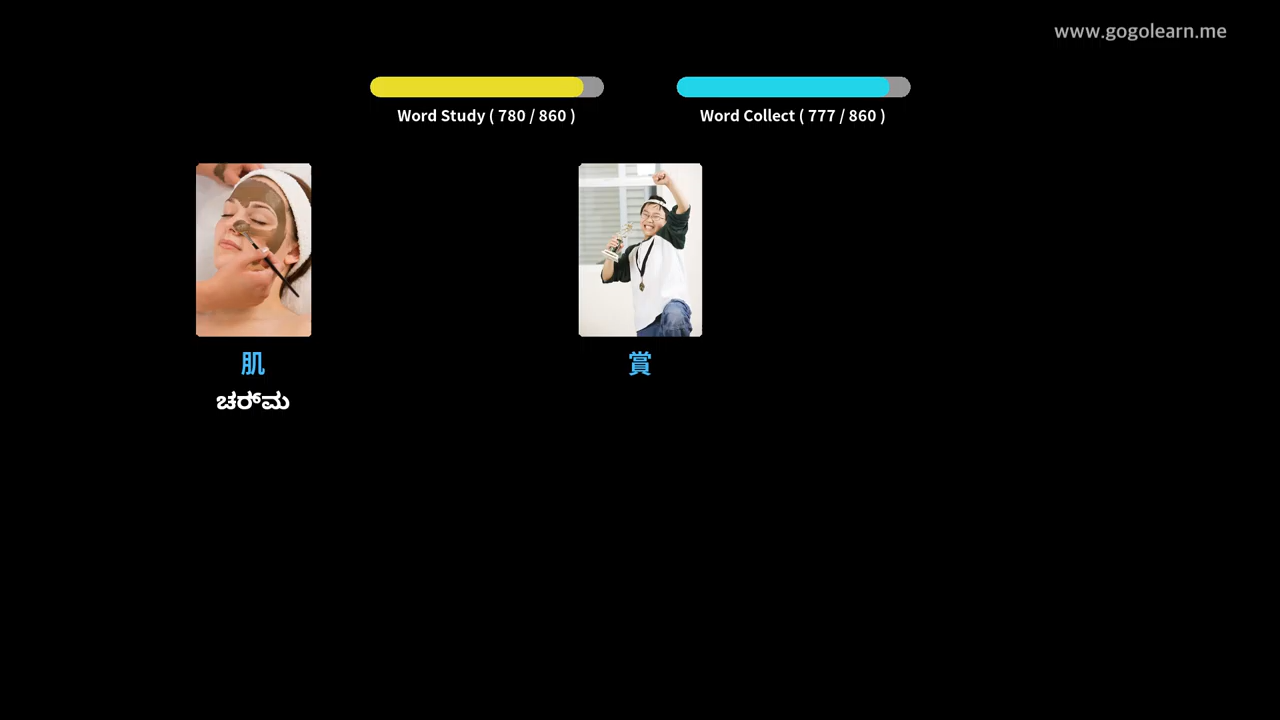 www.gogolearn.me
Word Study ( 780 / 860 )
Word Collect ( 777 / 860 )
肌
賞
ಚರ್‍ಮ